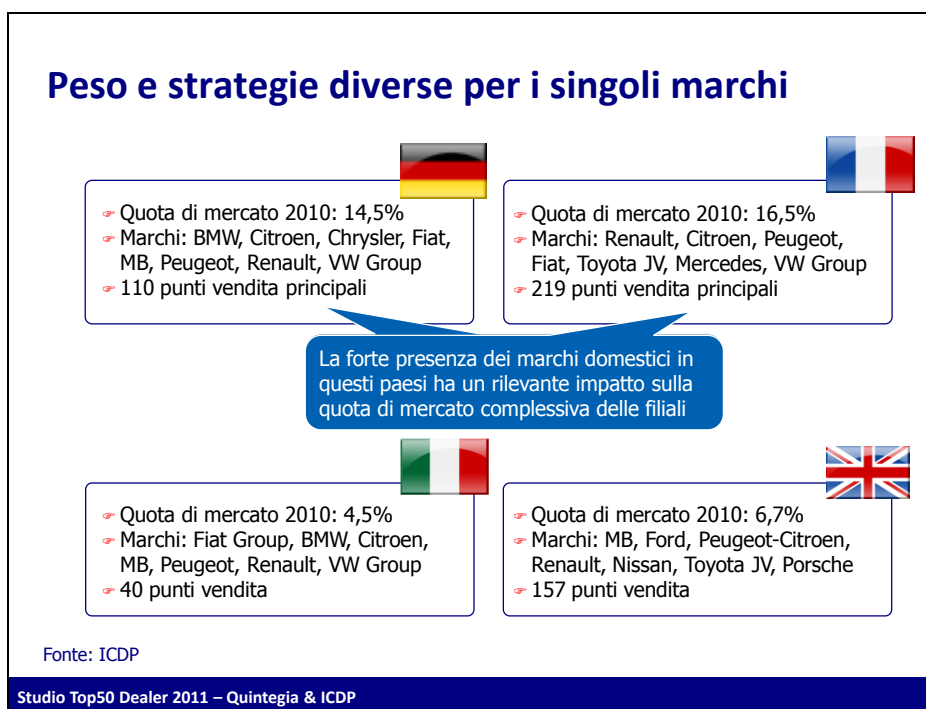 Peso e strategie diverse per i singoli marchi
☞ Quota di mercato 2010: 14,5%
☞ Marchi: BMW, Citroen, Chrysler, Fiat,
MB, Peugeot, Renault, VW Group
☞ 110 punti vendita principali
☞ Quota di mercato 2010: 16,5%
☞ Marchi: Renault, Citroen, Peugeot,
Fiat, Toyota JV, Mercedes, VW Group
☞ 219 punti vendita principali
La forte presenza dei marchi domestici in
questi paesi ha un rilevante impatto sulla
quota di mercato complessiva delle filiali
☞ Quota di mercato 2010: 4,5%
☞ Marchi: Fiat Group, BMW, Citroen,
MB, Peugeot, Renault, VW Group
☞ 40 punti vendita
☞ Quota di mercato 2010: 6,7%
☞ Marchi: MB, Ford, Peugeot-Citroen,
Renault, Nissan, Toyota JV, Porsche
☞ 157 punti vendita
Fonte: ICDP
Studio Top50 Dealer 2011 – Quintegia & ICDP